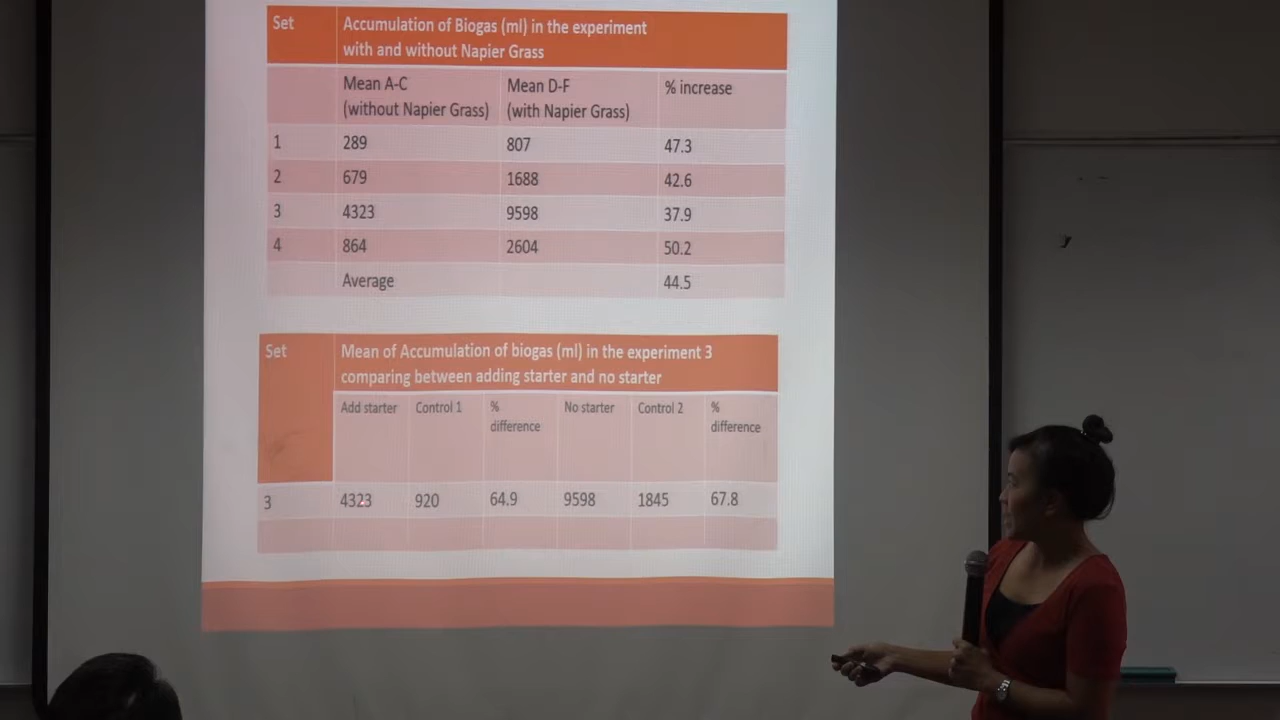 Set Accumulation of Biogas (ml) in the experiment
with and without Napier Grass
Mean A-C Mean D-F % increase
(without Napier Grass) (with Napier Grass)
1 289 807 47.3
2 679 1688 42.6
3 4323 9598 37.9
4 864 2604 50.2
Average 44.5
Set Mean of Accumulation of biogas (ml) in the experiment 3
comparing between adding starter and no starter
Add starter Control 1 % No starter Control 2 %
difference difference
3 4323 920 64.9 9598 1845 67.8